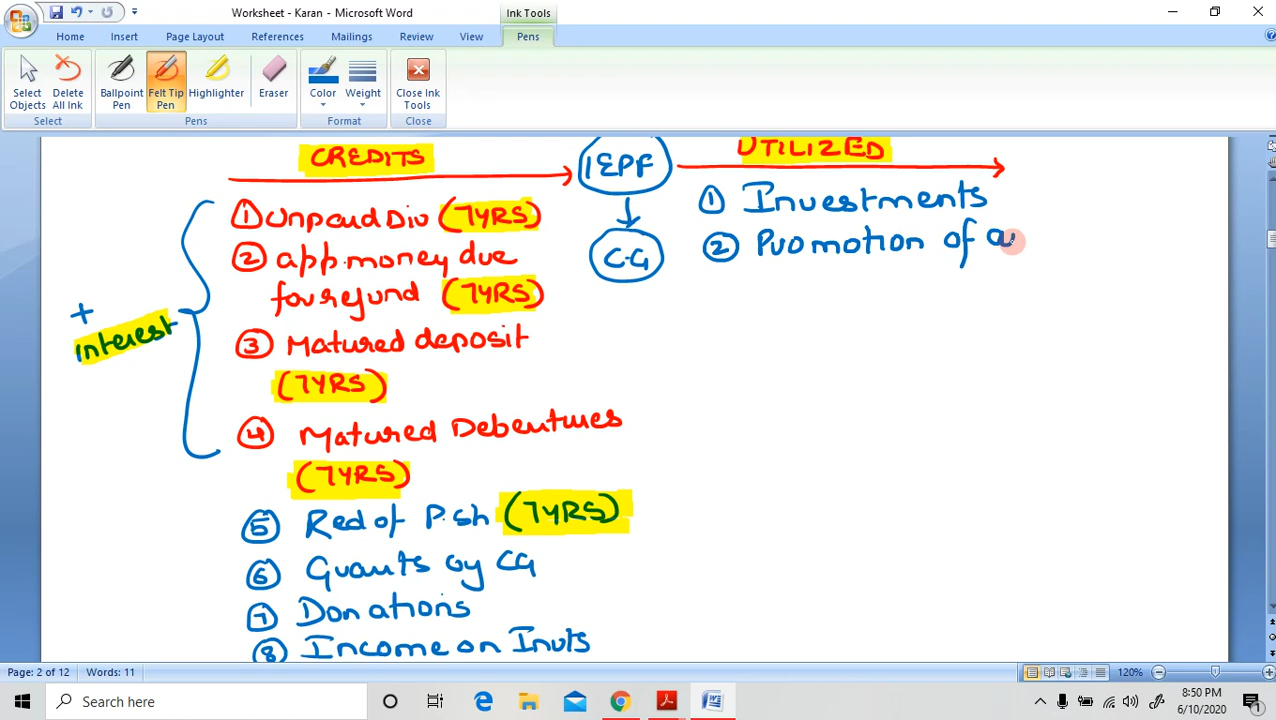 Worksheet - Karan - Microsoft Word
Ink Tools
Home Insert Page Layout References Mailings Review View Pens
Select Objects
Delete All Ink
Ballpoint Pen
Felt Tip Pen
Highlighter
Eraser
Color
Weight
Close Ink Tools
Select Pens Format Close
CREDITS
IEPF
UTILIZED
C.G
+ interest
① Unpaid Div (7YRS)
② app.money due
for refund (7YRS)
③ Matured deposit
(7YRS)
④ Matured Debentures
(7YRS)
⑤ Red of P.sh (7YRS)
⑥ Grants by CG
⑦ Donations
⑧ Income on Invts
① Investments
② Promotion of a
Page: 2 of 12 Words: 11 120%
Type here to search
8:50 PM
6/10/2020